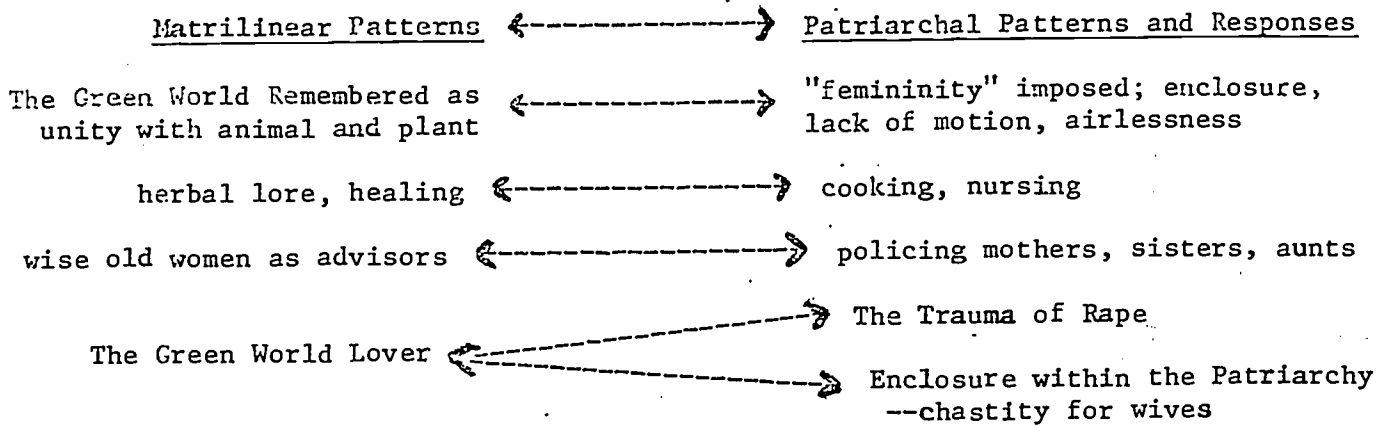 Matrilinear Patterns Patriarchal Patterns and Responses
The Green World Remembered as
unity with animal and plant
"femininity" imposed; enclosure,
lack of motion, airlessness
herbal lore, healing cooking, nursing
wise old women as advisors policing mothers, sisters, aunts
The Green World Lover
The Trauma of Rape
Enclosure within the Patriarchy
--chastity for wives